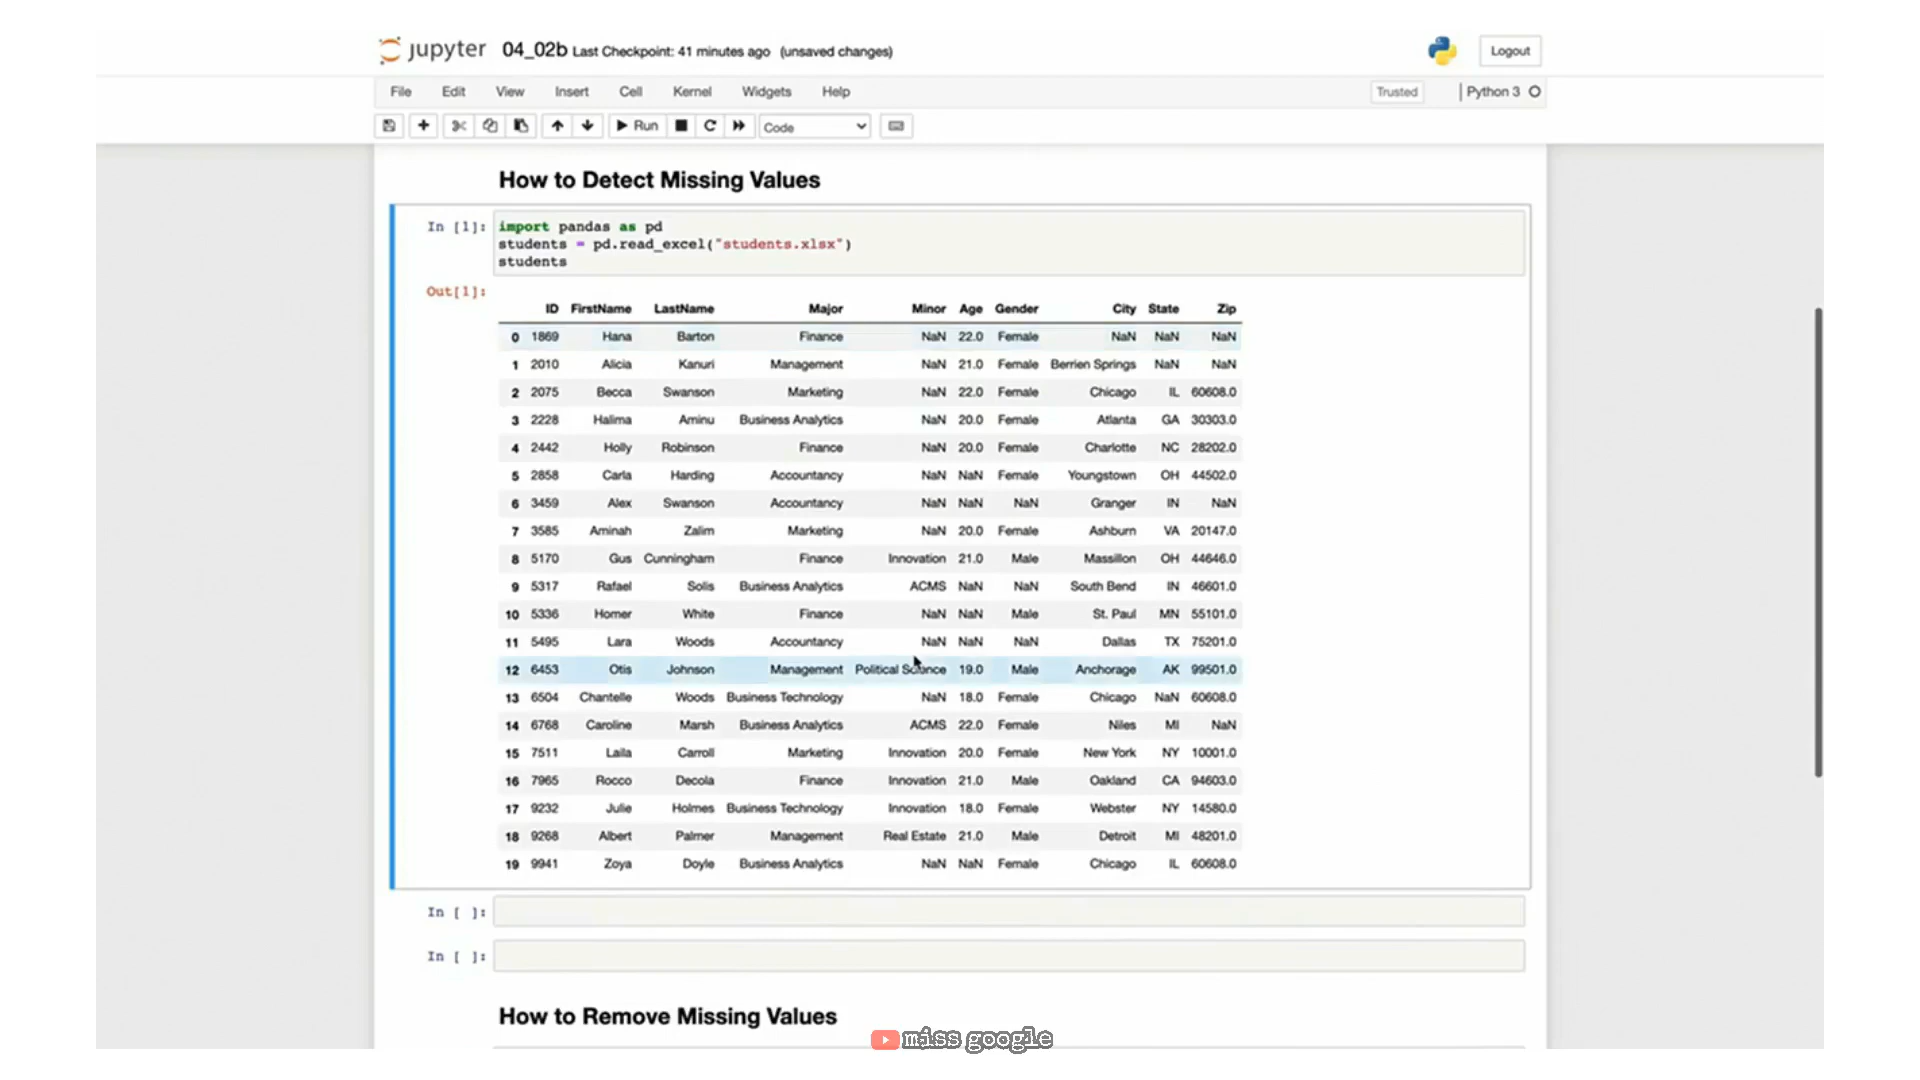 jupyter 04_02b Last Checkpoint: 41 minutes ago (unsaved changes) Logout
File Edit View Insert Cell Kernel Widgets Help Trusted Python 3
Run Code
How to Detect Missing Values
In [1]: import pandas as pd
students = pd.read_excel("students.xlsx")
students
Out[1]:
ID FirstName LastName Major Minor Age Gender City State Zip
0 1869 Hana Barton Finance NaN 22.0 Female NaN NaN NaN
1 2010 Alicia Kanuri Management NaN 21.0 Female Berrien Springs NaN NaN
2 2075 Becca Swanson Marketing NaN 22.0 Female Chicago IL 60608.0
3 2228 Halima Aminu Business Analytics NaN 20.0 Female Atlanta GA 30303.0
4 2442 Holly Robinson Finance NaN 20.0 Female Charlotte NC 28202.0
5 2858 Carla Harding Accountancy NaN NaN Female Youngstown OH 44502.0
6 3459 Alex Swanson Accountancy NaN NaN NaN Granger IN NaN
7 3585 Aminah Zalim Marketing NaN 20.0 Female Ashburn VA 20147.0
8 5170 Gus Cunningham Finance Innovation 21.0 Male Massillon OH 44646.0
9 5317 Rafael Solis Business Analytics ACMS NaN NaN South Bend IN 46601.0
10 5336 Homer White Finance NaN NaN Male St. Paul MN 55101.0
11 5495 Lara Woods Accountancy NaN NaN NaN Dallas TX 75201.0
12 6453 Otis Johnson Management Political Science 19.0 Male Anchorage AK 99501.0
13 6504 Chantelle Woods Business Technology NaN 18.0 Female Chicago NaN 60608.0
14 6768 Caroline Marsh Business Analytics ACMS 22.0 Female Niles MI NaN
15 7511 Laila Carroll Marketing Innovation 20.0 Female New York NY 10001.0
16 7965 Rocco Decola Finance Innovation 21.0 Male Oakland CA 94603.0
17 9232 Julie Holmes Business Technology Innovation 18.0 Female Webster NY 14580.0
18 9268 Albert Palmer Management Real Estate 21.0 Male Detroit MI 48201.0
19 9941 Zoya Doyle Business Analytics NaN NaN Female Chicago IL 60608.0
In [ ]:
In [ ]:
How to Remove Missing Values
miss google